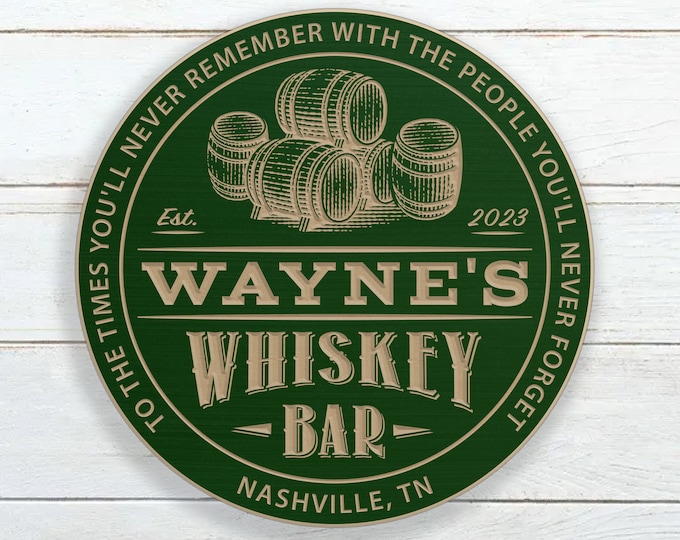 TO THE TIMES YOU'LL NEVER REMEMBER WITH THE PEOPLE YOU'LL NEVER FORGET
Est. 2023
WAYNE'S
WHISKEY
BAR
NASHVILLE, TN